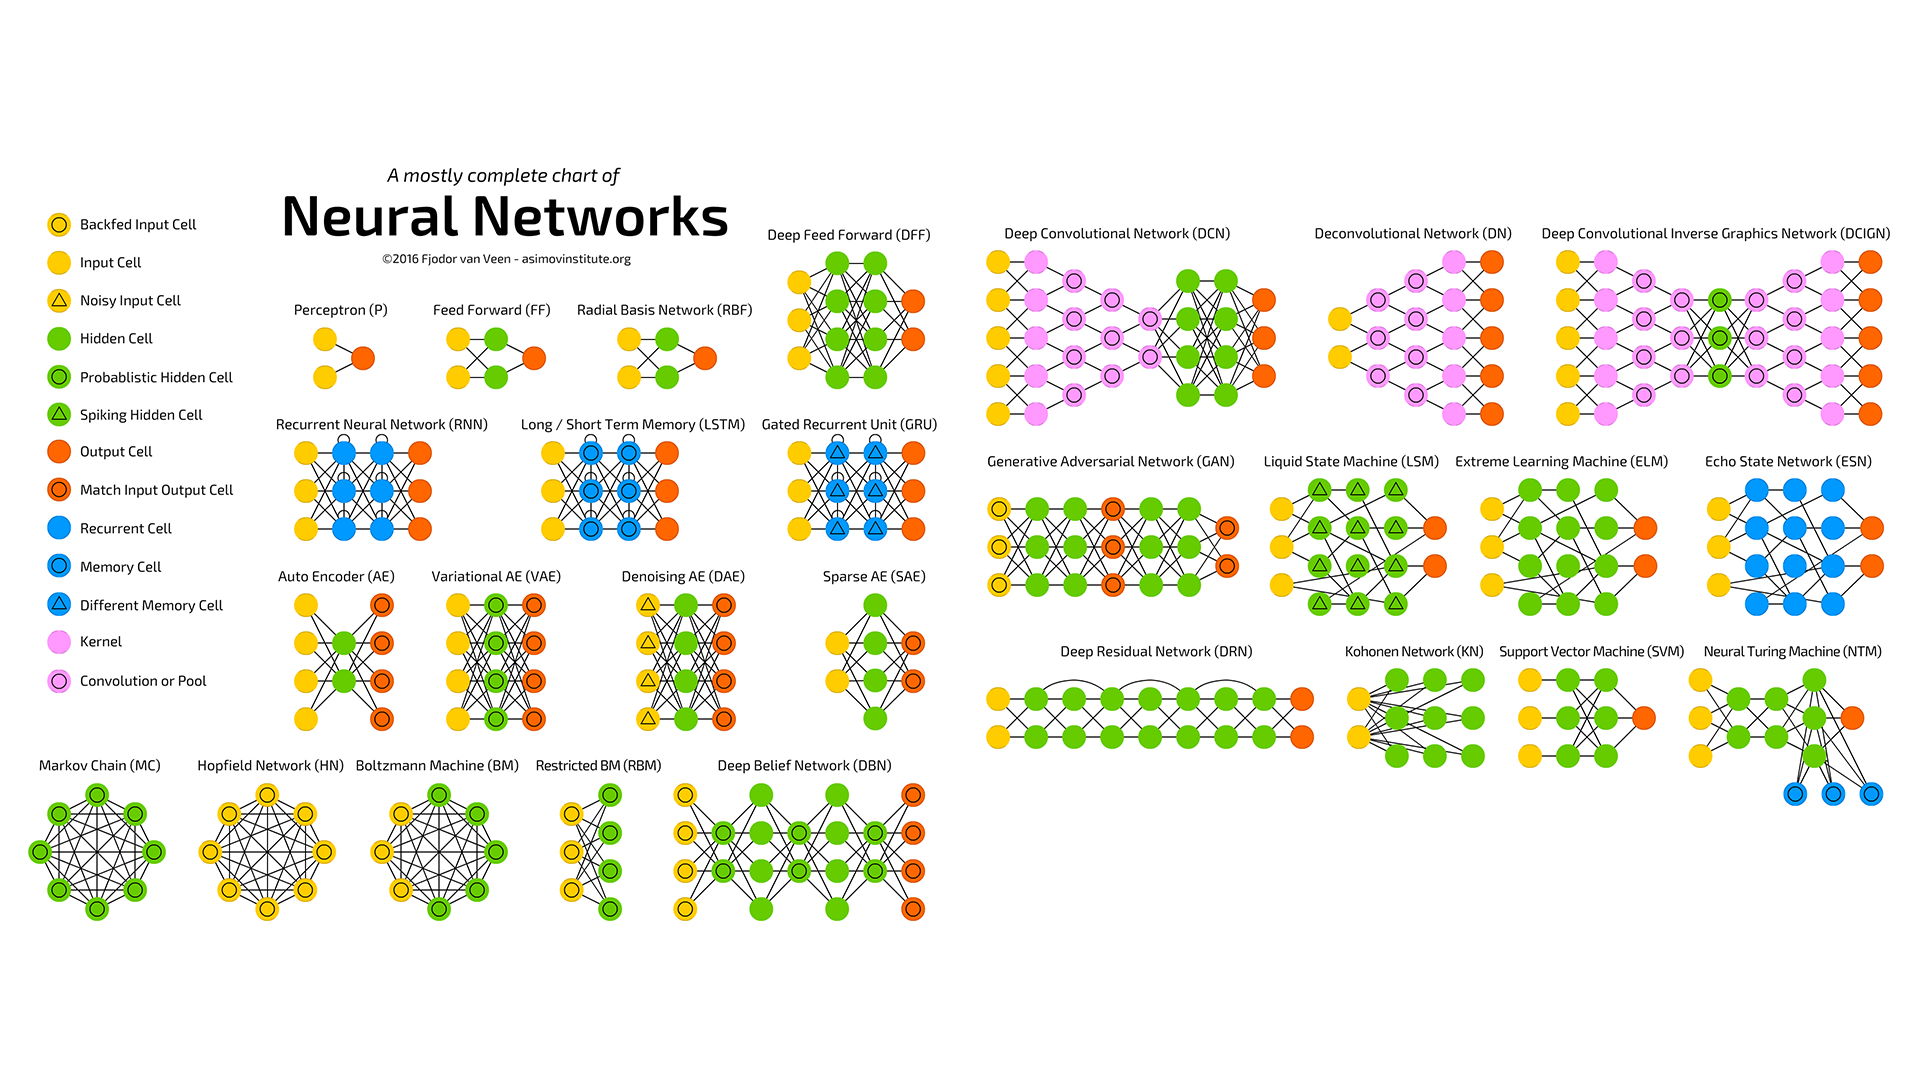 A mostly complete chart of
Neural Networks
©2016 Fjodor van Veen - asimovinstitute.org
Backfed Input Cell
Input Cell
Noisy Input Cell
Hidden Cell
Probablistic Hidden Cell
Spiking Hidden Cell
Output Cell
Match Input Output Cell
Recurrent Cell
Memory Cell
Different Memory Cell
Kernel
Convolution or Pool
Perceptron (P)
Feed Forward (FF)
Radial Basis Network (RBF)
Deep Feed Forward (DFF)
Recurrent Neural Network (RNN)
Long / Short Term Memory (LSTM)
Gated Recurrent Unit (GRU)
Auto Encoder (AE)
Variational AE (VAE)
Denoising AE (DAE)
Sparse AE (SAE)
Markov Chain (MC)
Hopfield Network (HN)
Boltzmann Machine (BM)
Restricted BM (RBM)
Deep Belief Network (DBN)
Deep Convolutional Network (DCN)
Deconvolutional Network (DN)
Deep Convolutional Inverse Graphics Network (DCIGN)
Generative Adversarial Network (GAN)
Liquid State Machine (LSM)
Extreme Learning Machine (ELM)
Echo State Network (ESN)
Deep Residual Network (DRN)
Kohonen Network (KN)
Support Vector Machine (SVM)
Neural Turing Machine (NTM)